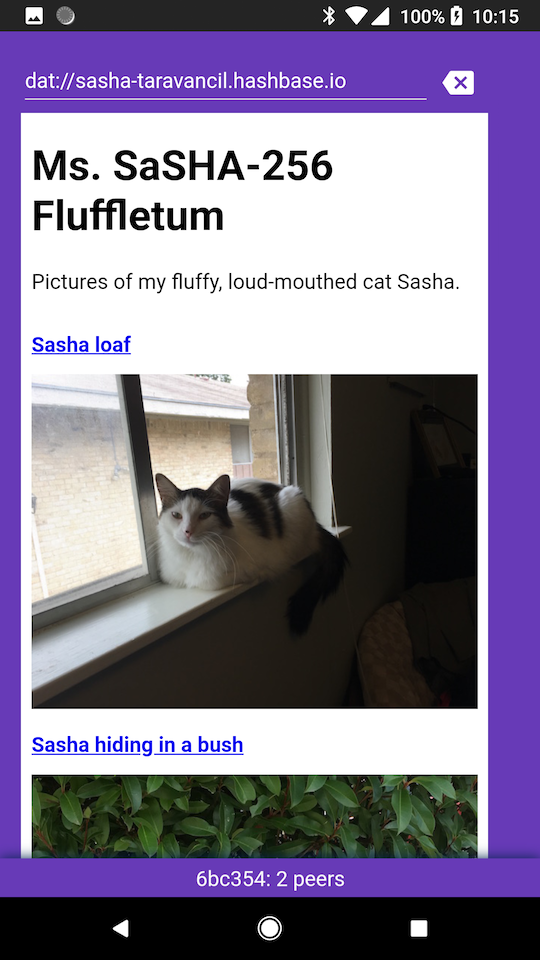 100% 10:15
dat://sasha-taravancil.hashbase.io
Ms. SaSHA-256
Fluffletum
Pictures of my fluffy, loud-mouthed cat Sasha.
Sasha loaf
Sasha hiding in a bush
6bc354: 2 peers